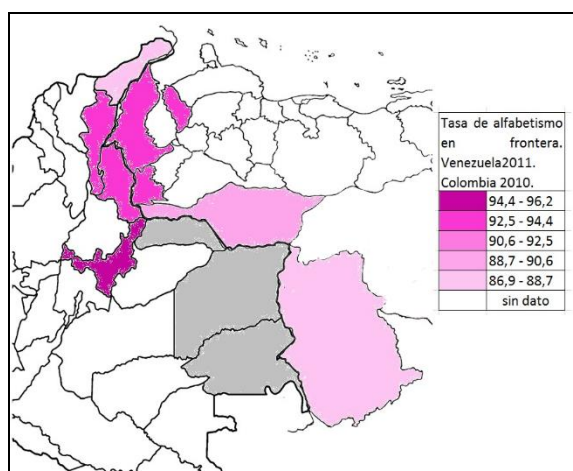 Tasa de alfabetismo
en frontera.
Venezuela2011.
Colombia 2010.
94,4 - 96,2
92,5 - 94,4
90,6 - 92,5
88,7 - 90,6
86,9 - 88,7
sin dato